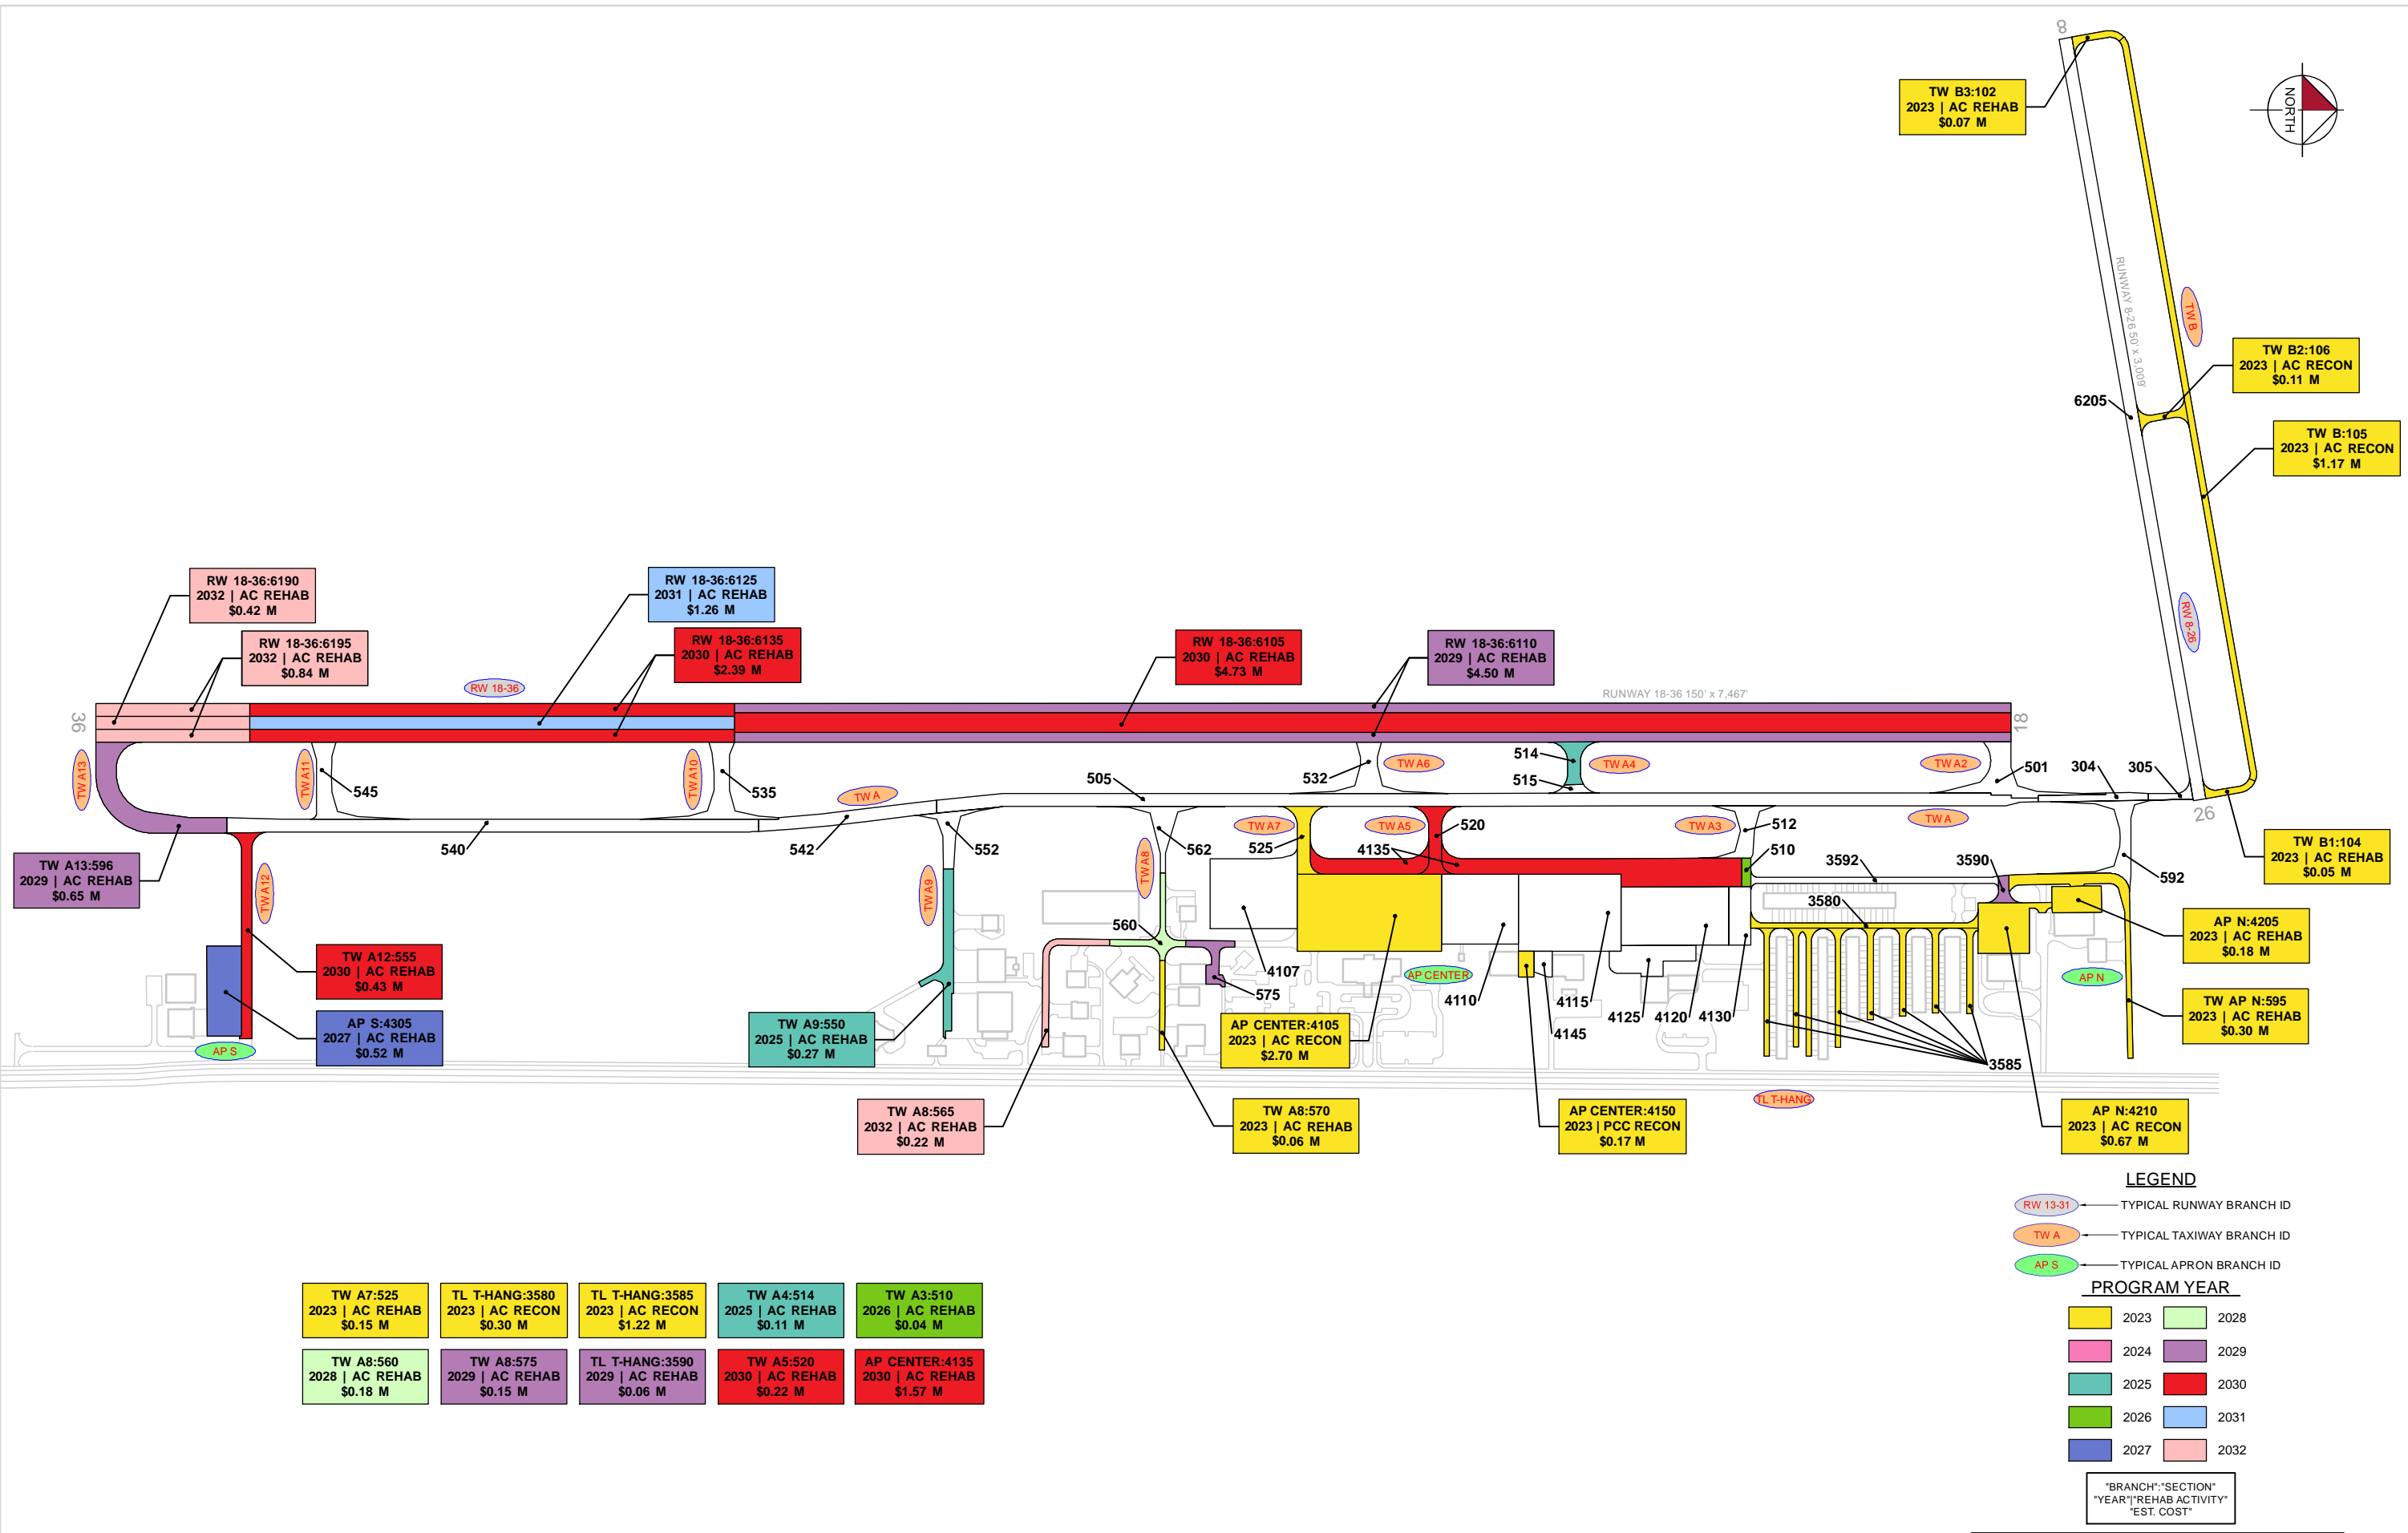 8
TW B3:102
2023 | AC REHAB
$0.07 M
NORTH
RUNWAY 8-26 50' x 3,009'
TW B
TW B2:106
2023 | AC RECON
$0.11 M
6205
TW B:105
2023 | AC RECON
$1.17 M
RW 8-26
RW 18-36:6190
2032 | AC REHAB
$0.42 M
RW 18-36:6125
2031 | AC REHAB
$1.26 M
RW 18-36:6195
2032 | AC REHAB
$0.84 M
RW 18-36:6135
2030 | AC REHAB
$2.39 M
RW 18-36:6105
2030 | AC REHAB
$4.73 M
RW 18-36:6110
2029 | AC REHAB
$4.50 M
RW 18-36
RUNWAY 18-36 150' x 7,467'
36
18
TW A13
TW A11
545
TW A10
535
TW A
505
532
TW A6
514
515
TW A4
TW A2
501
304
305
26
540
542
552
TW A8
562
TW A7
525
TW A5
520
4135
TW A3
512
510
TW A
3592
3590
592
TW B1:104
2023 | AC REHAB
$0.05 M
TW A13:596
2029 | AC REHAB
$0.65 M
TW A12
TW A9
560
3580
AP N:4205
2023 | AC REHAB
$0.18 M
TW A12:555
2030 | AC REHAB
$0.43 M
4107
575
AP CENTER
4110
4115
4145
4125
4120
4130
AP N
TW AP N:595
2023 | AC REHAB
$0.30 M
AP S:4305
2027 | AC REHAB
$0.52 M
AP S
TW A9:550
2025 | AC REHAB
$0.27 M
AP CENTER:4105
2023 | AC RECON
$2.70 M
3585
TL T-HANG
TW A8:565
2032 | AC REHAB
$0.22 M
TW A8:570
2023 | AC REHAB
$0.06 M
AP CENTER:4150
2023 | PCC RECON
$0.17 M
AP N:4210
2023 | AC RECON
$0.67 M
LEGEND
RW 13-31 TYPICAL RUNWAY BRANCH ID
TW A TYPICAL TAXIWAY BRANCH ID
AP S TYPICAL APRON BRANCH ID
PROGRAM YEAR
2023 2028
2024 2029
2025 2030
2026 2031
2027 2032
"BRANCH":"SECTION"
"YEAR"|"REHAB ACTIVITY"
"EST. COST"
TW A7:525
2023 | AC REHAB
$0.15 M
TL T-HANG:3580
2023 | AC RECON
$0.30 M
TL T-HANG:3585
2023 | AC RECON
$1.22 M
TW A4:514
2025 | AC REHAB
$0.11 M
TW A3:510
2026 | AC REHAB
$0.04 M
TW A8:560
2028 | AC REHAB
$0.18 M
TW A8:575
2029 | AC REHAB
$0.15 M
TL T-HANG:3590
2029 | AC REHAB
$0.06 M
TW A5:520
2030 | AC REHAB
$0.22 M
AP CENTER:4135
2030 | AC REHAB
$1.57 M